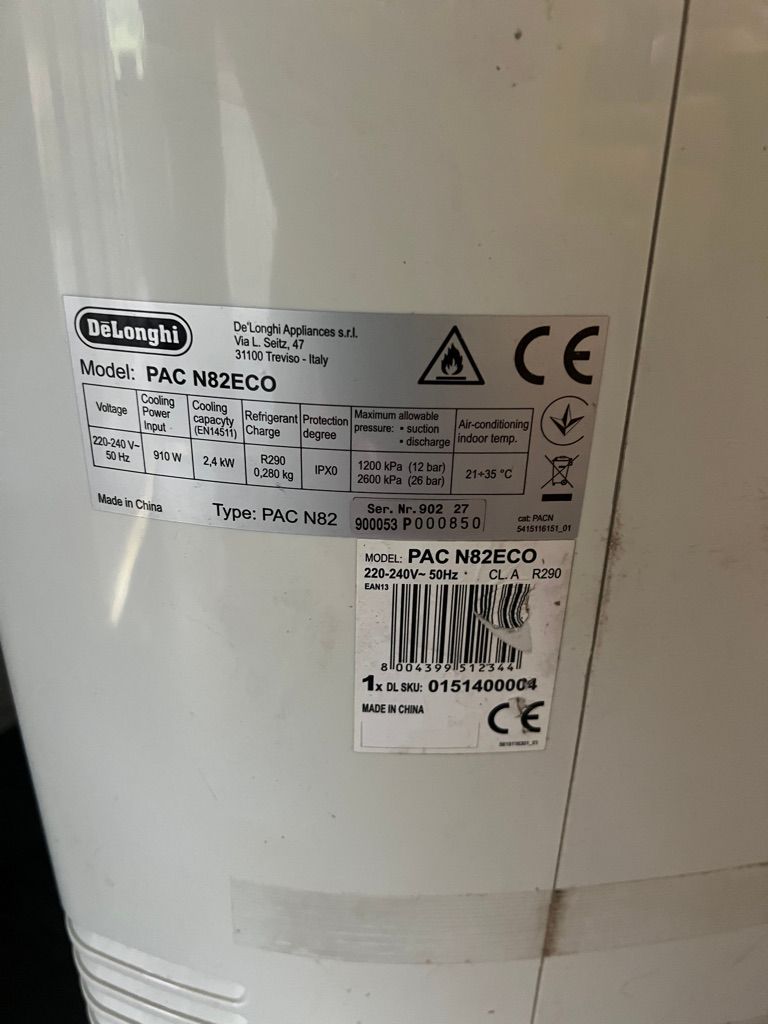 DēLonghi
De'Longhi Appliances s.r.l.
Via L. Seitz, 47
31100 Treviso - Italy
Model: PAC N82ECO
Voltage
220-240 V~
50 Hz
Cooling
Power
Input
910 W
Cooling
capacyty
(EN14511)
2,4 kW
Refrigerant
Charge
R290
0,280 kg
Protection
degree
IPX0
Maximum allowable
pressure: • suction
• discharge
1200 kPa (12 bar)
2600 kPa (26 bar)
Air-conditioning
indoor temp.
21÷35 °C
CE
Made in China
Type: PAC N82
Ser. Nr. 902 27
900053 P000850
cat: PACN
5415116151_01
MODEL: PAC N82ECO
220-240V~ 50Hz CL. A R290
EAN13
8 004399 512344
1x DL SKU: 0151400004
MADE IN CHINA
CE